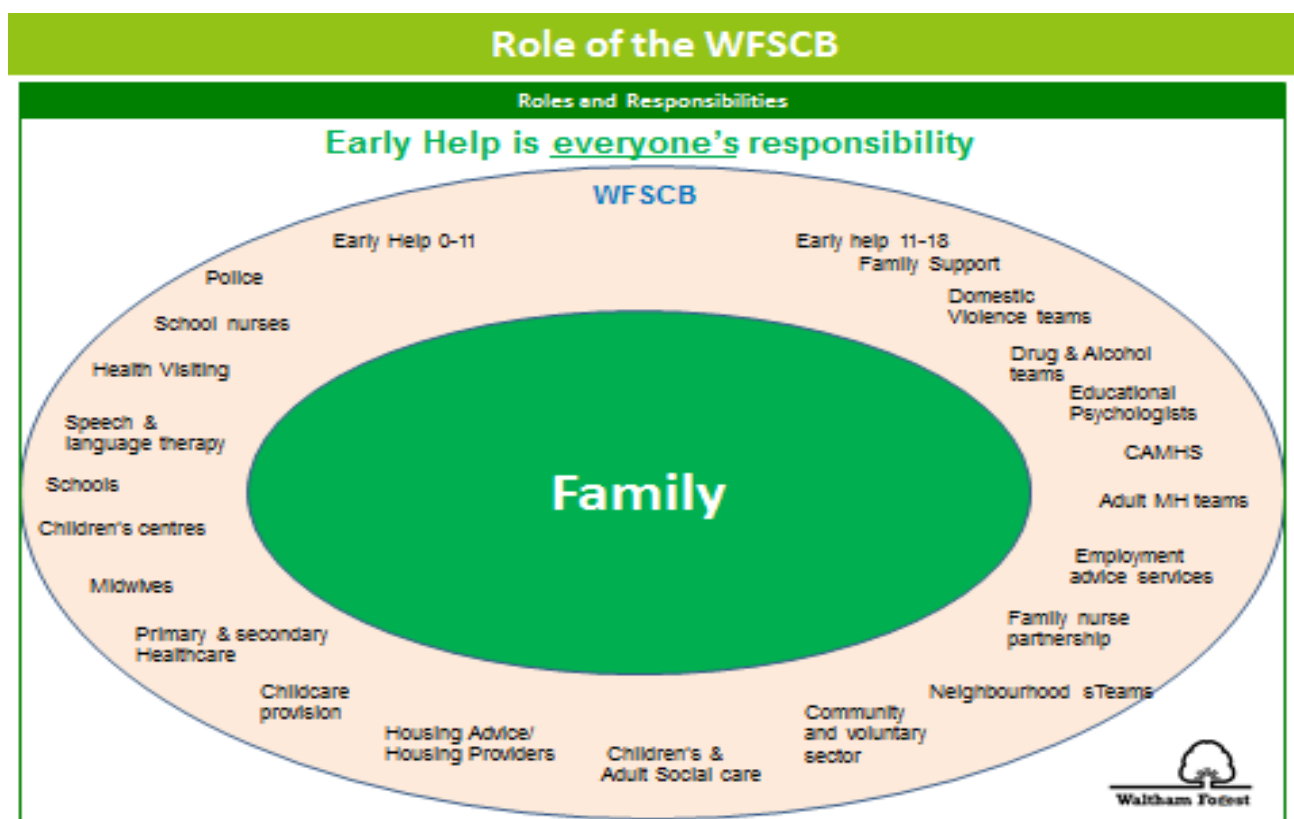 Role of the WFSCB
Roles and Responsibilities
Early Help is everyone's responsibility
WFSCB
Early Help 0-11
Police
School nurses
Health Visiting
Speech &
language therapy
Schools
Children's centres
Midwives
Primary & secondary
Healthcare
Childcare
provision
Housing Advice/
Housing Providers
Children's &
Adult Social care
Community
and voluntary
sector
Neighbourhood sTeams
Family nurse
partnership
Employment
advice services
Adult MH teams
CAMHS
Educational
Psychologists
Drug & Alcohol
teams
Domestic
Violence teams
Early help 11-18
Family Support
Family
Waltham Forest